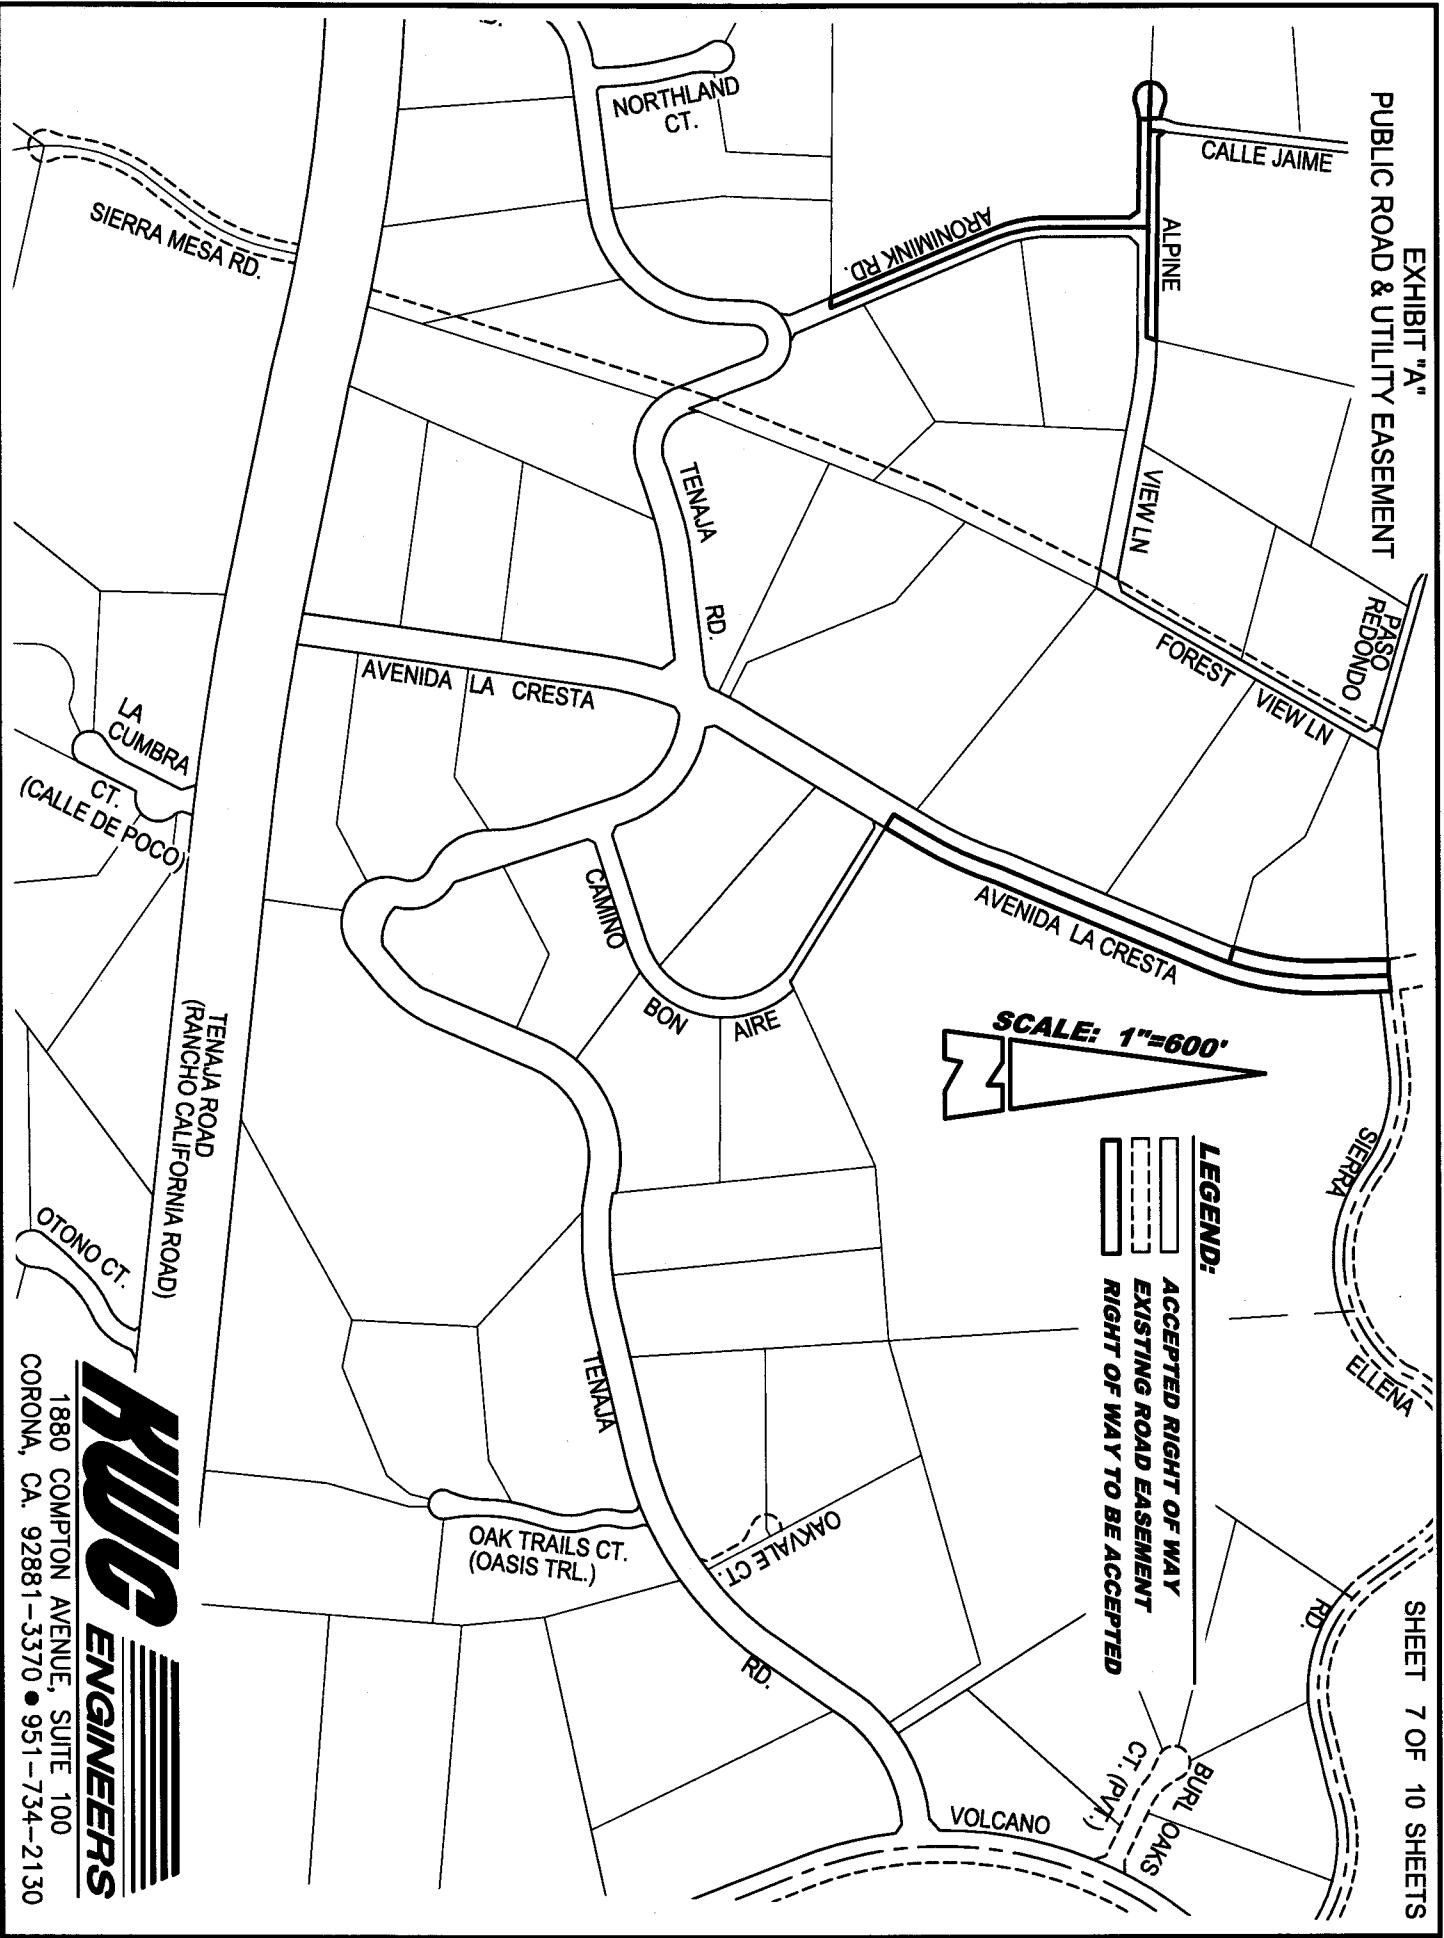 EXHIBIT "A"
PUBLIC ROAD & UTILITY EASEMENT
SHEET 7 OF 10 SHEETS
PASO
REDONDO
CALLE JAIME
ALPINE
VIEW LN
FOREST
VIEW LN
ARONIMINK RD.
NORTHLAND
CT.
SIERRA MESA RD.
TENAJA
RD.
AVENIDA LA CRESTA
AVENIDA LA CRESTA
LA
CUMBRA
CT.
(CALLE DE POCO)
CAMINO
BON
AIRE
SCALE: 1"=600'
N
SIERRA
ELLENA
RD.
LEGEND:
ACCEPTED RIGHT OF WAY
EXISTING ROAD EASEMENT
RIGHT OF WAY TO BE ACCEPTED
BURL OAKS
CT. (PVT.)
VOLCANO
OAKVALE CT.
TENAJA
RD.
OAK TRAILS CT.
(OASIS TRL.)
TENAJA ROAD
(RANCHO CALIFORNIA ROAD)
OTONO CT.
KWC ENGINEERS
1880 COMPTON AVENUE, SUITE 100
CORONA, CA. 92881-3370 • 951-734-2130